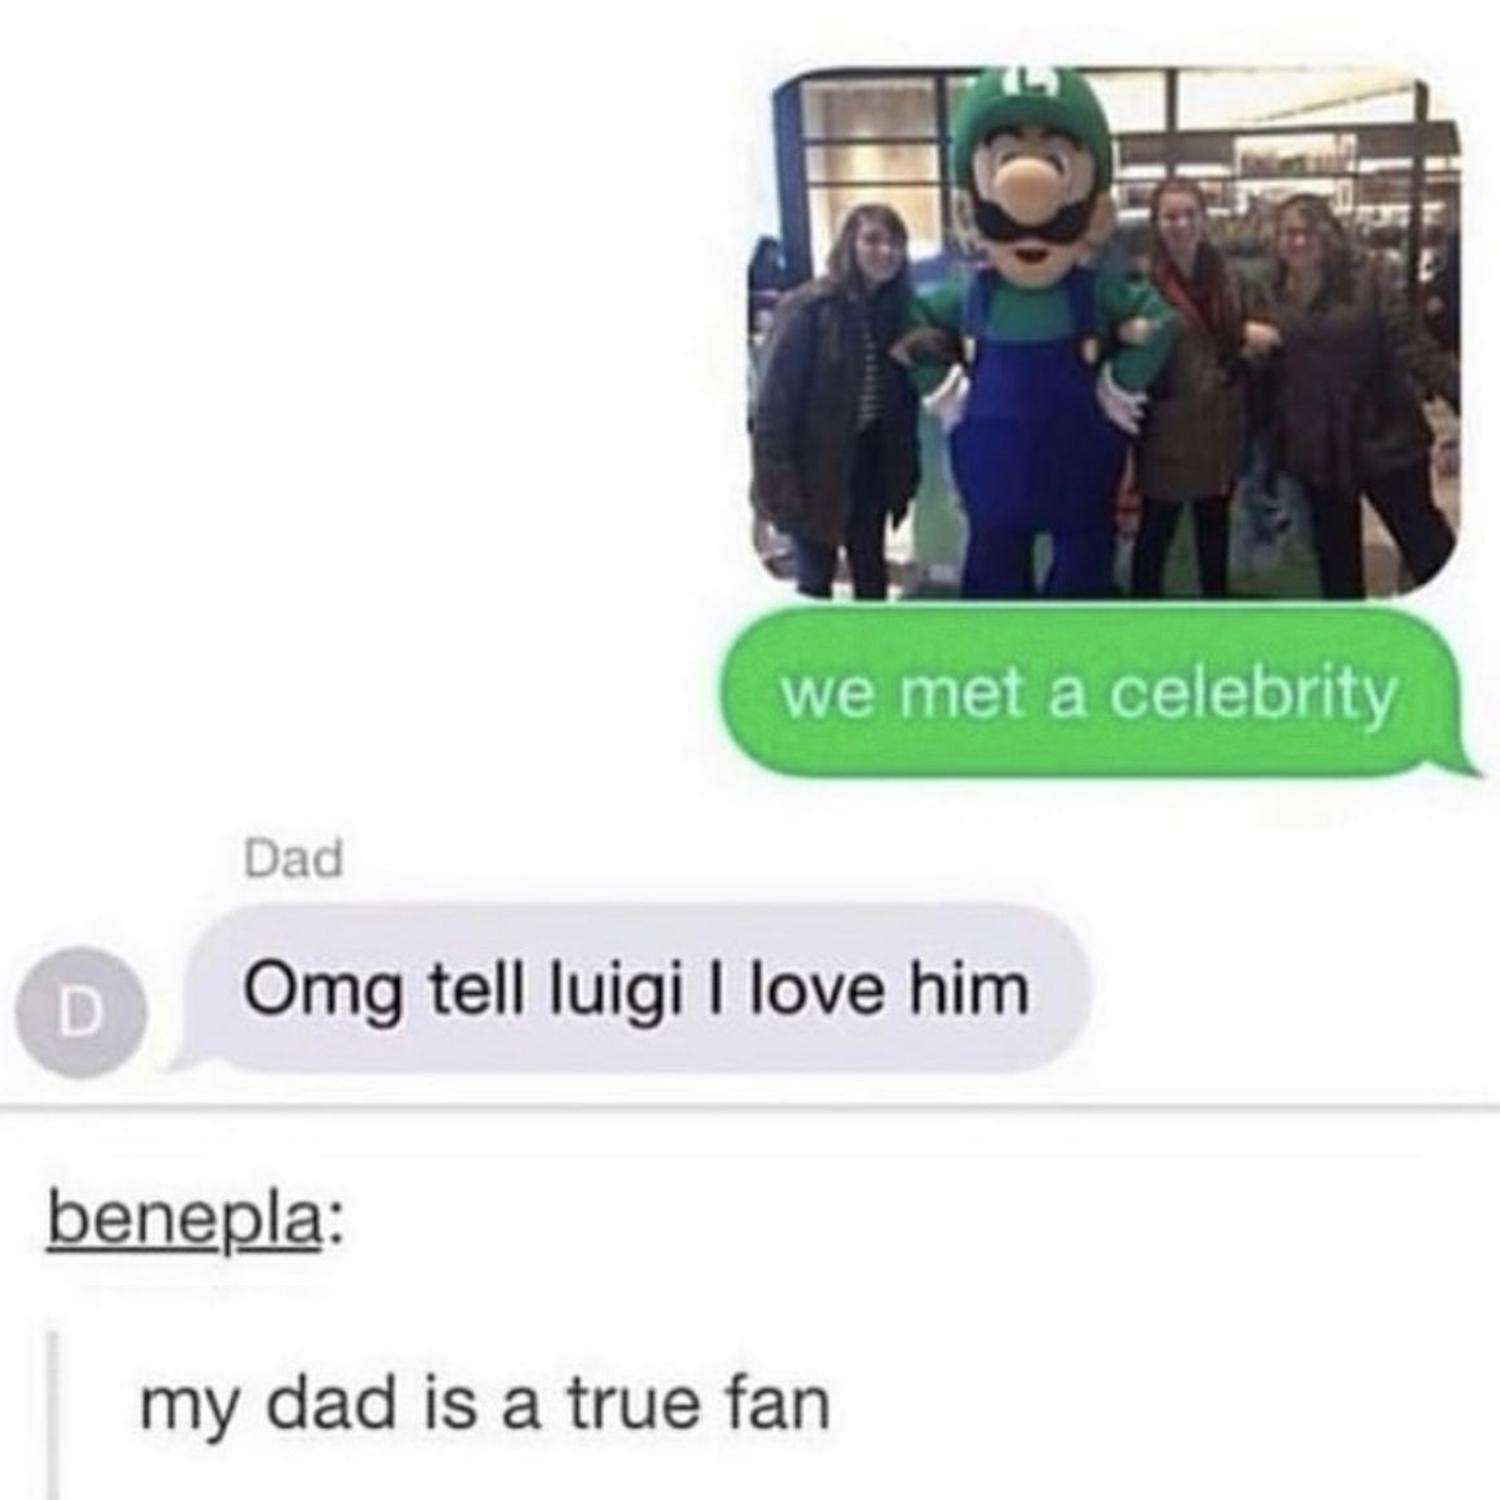 L
we met a celebrity
Dad
D
Omg tell luigi I love him
benepla:
my dad is a true fan